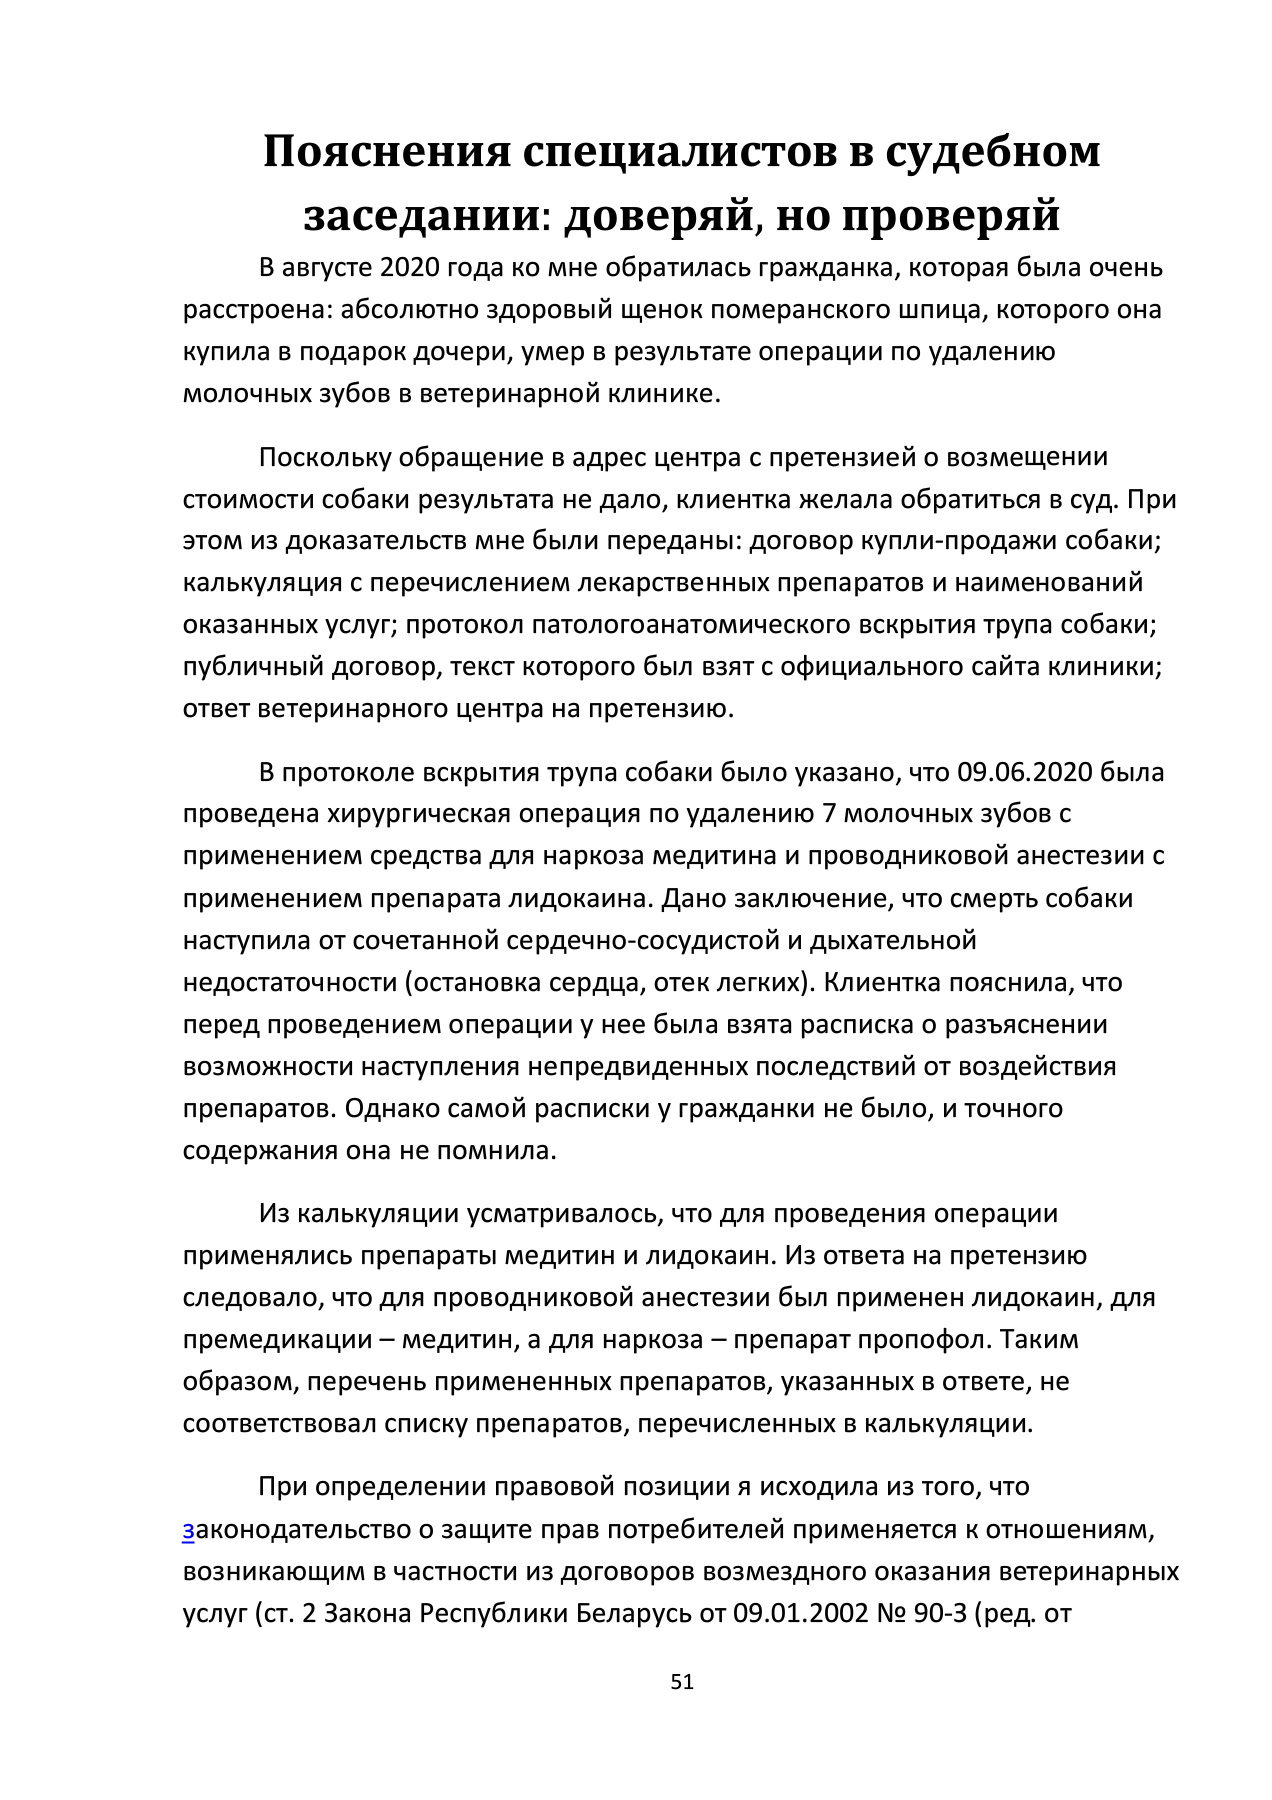 Пояснения специалистов в судебном
заседании: доверяй, но проверяй
В августе 2020 года ко мне обратилась гражданка, которая была очень
расстроена: абсолютно здоровый щенок померанского шпица, которого она
купила в подарок дочери, умер в результате операции по удалению
молочных зубов в ветеринарной клинике.
Поскольку обращение в адрес центра с претензией о возмещении
стоимости собаки результата не дало, клиентка желала обратиться в суд. При
этом из доказательств мне были переданы: договор купли-продажи собаки;
калькуляция с перечислением лекарственных препаратов и наименований
оказанных услуг; протокол патологоанатомического вскрытия трупа собаки;
публичный договор, текст которого был взят с официального сайта клиники;
ответ ветеринарного центра на претензию.
В протоколе вскрытия трупа собаки было указано, что 09.06.2020 была
проведена хирургическая операция по удалению 7 молочных зубов с
применением средства для наркоза медитина и проводниковой анестезии с
применением препарата лидокаина. Дано заключение, что смерть собаки
наступила от сочетанной сердечно-сосудистой и дыхательной
недостаточности (остановка сердца, отек легких). Клиентка пояснила, что
перед проведением операции у нее была взята расписка о разъяснении
возможности наступления непредвиденных последствий от воздействия
препаратов. Однако самой расписки у гражданки не было, и точного
содержания она не помнила.
Из калькуляции усматривалось, что для проведения операции
применялись препараты медитин и лидокаин. Из ответа на претензию
следовало, что для проводниковой анестезии был применен лидокаин, для
премедикации – медитин, а для наркоза – препарат пропофол. Таким
образом, перечень примененных препаратов, указанных в ответе, не
соответствовал списку препаратов, перечисленных в калькуляции.
При определении правовой позиции я исходила из того, что
законодательство о защите прав потребителей применяется к отношениям,
возникающим в частности из договоров возмездного оказания ветеринарных
услуг (ст. 2 Закона Республики Беларусь от 09.01.2002 № 90-З (ред. от
51